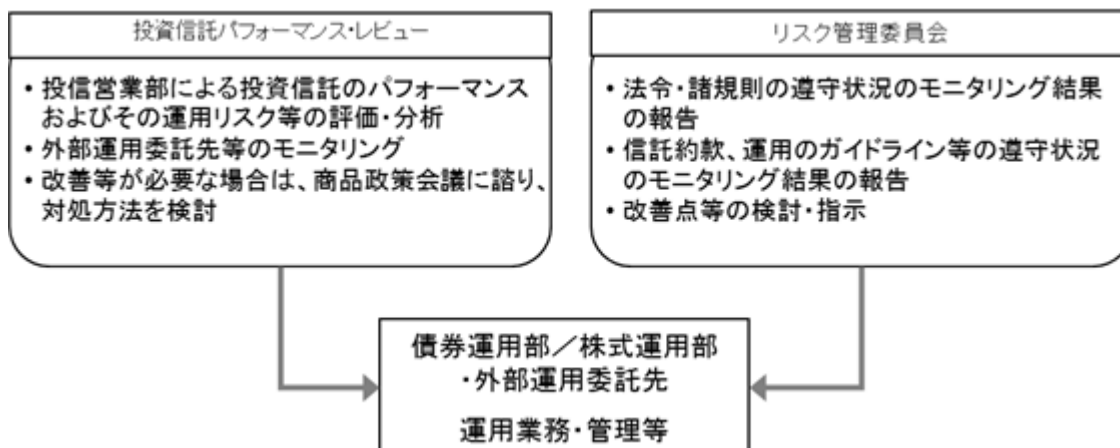 投資信託パフォーマンス・レビュー
・投信営業部による投資信託のパフォーマンス
およびその運用リスク等の評価・分析
・外部運用委託先等のモニタリング
・改善等が必要な場合は、商品政策会議に諮り、
対処方法を検討
リスク管理委員会
・法令・諸規則の遵守状況のモニタリング結果
の報告
・信託約款、運用のガイドライン等の遵守状況
のモニタリング結果の報告
・改善点等の検討・指示
債券運用部／株式運用部
・外部運用委託先
運用業務・管理等